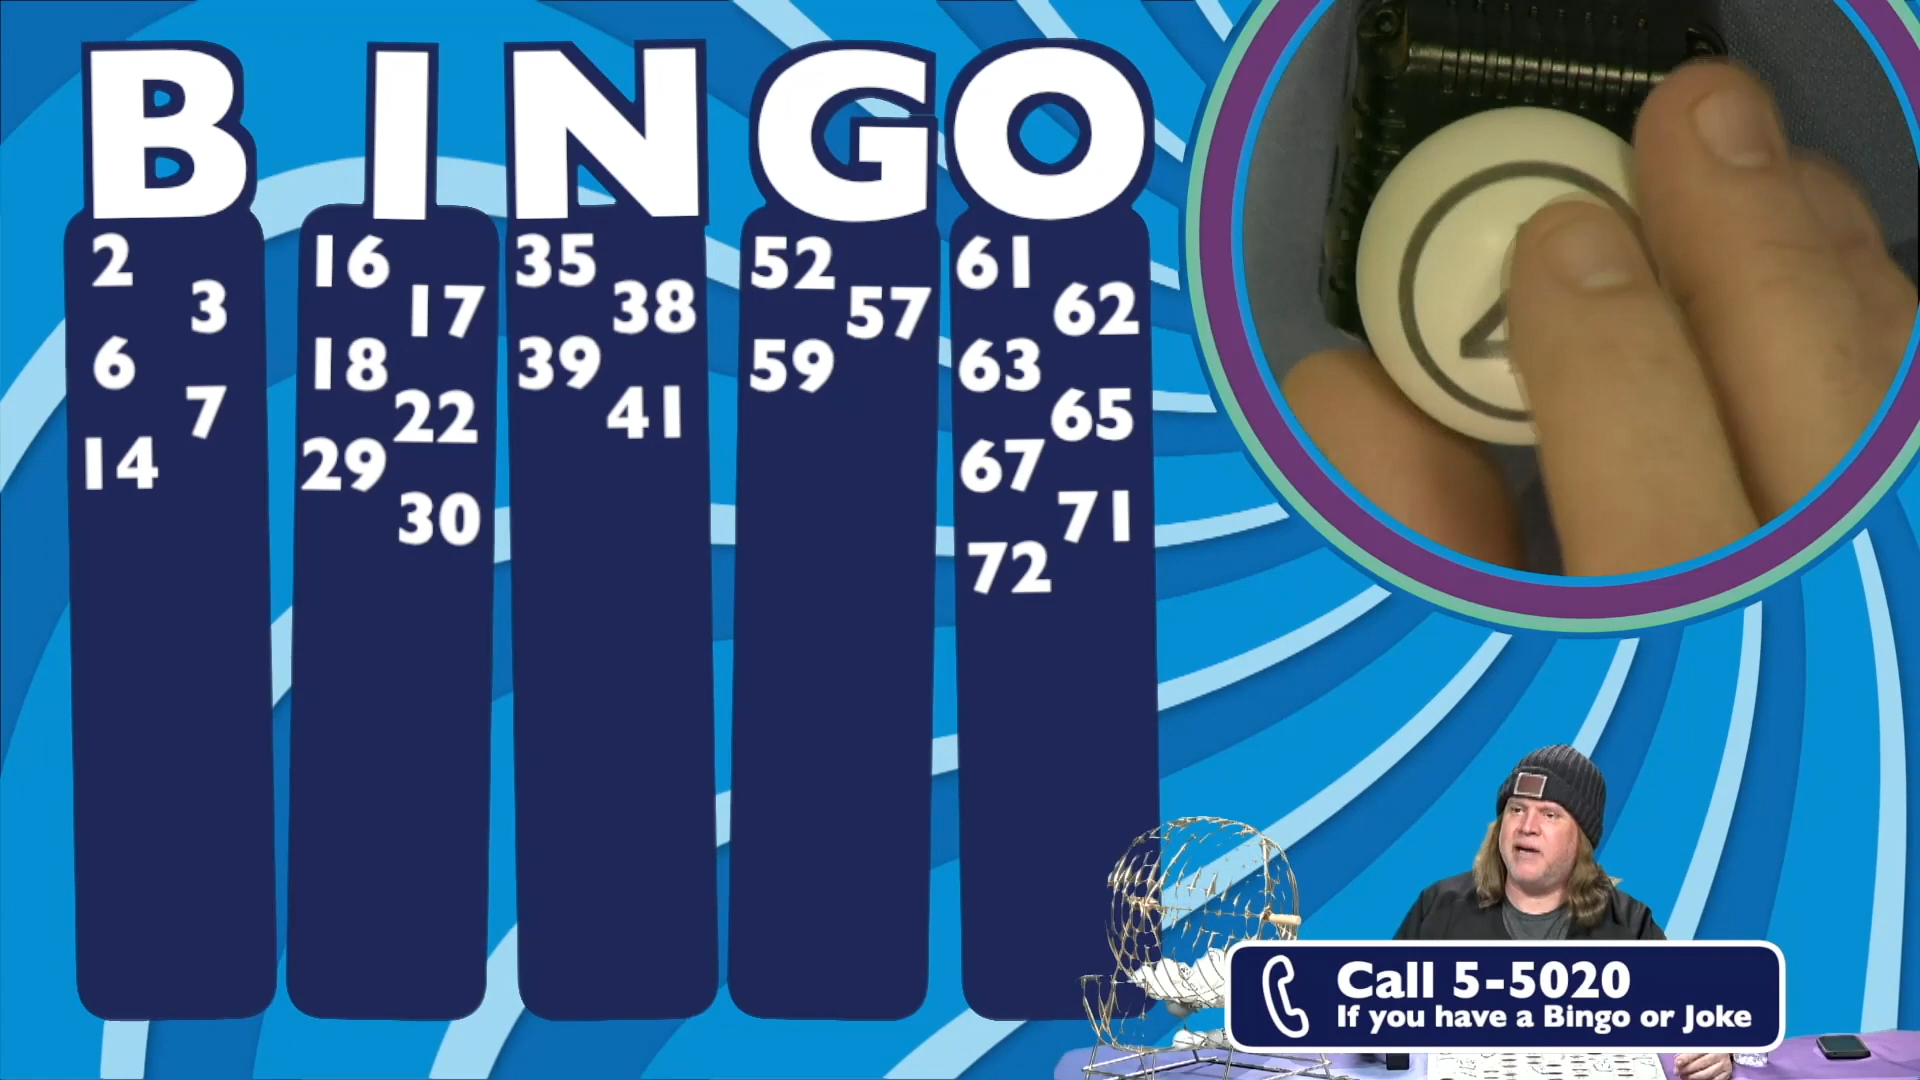 BINGO
2 16 35 52 61
3 17 38 57 62
6 18 39 59 63
7 22 41 65
14 29 67
30 71
72
Call 5-5020
If you have a Bingo or Joke